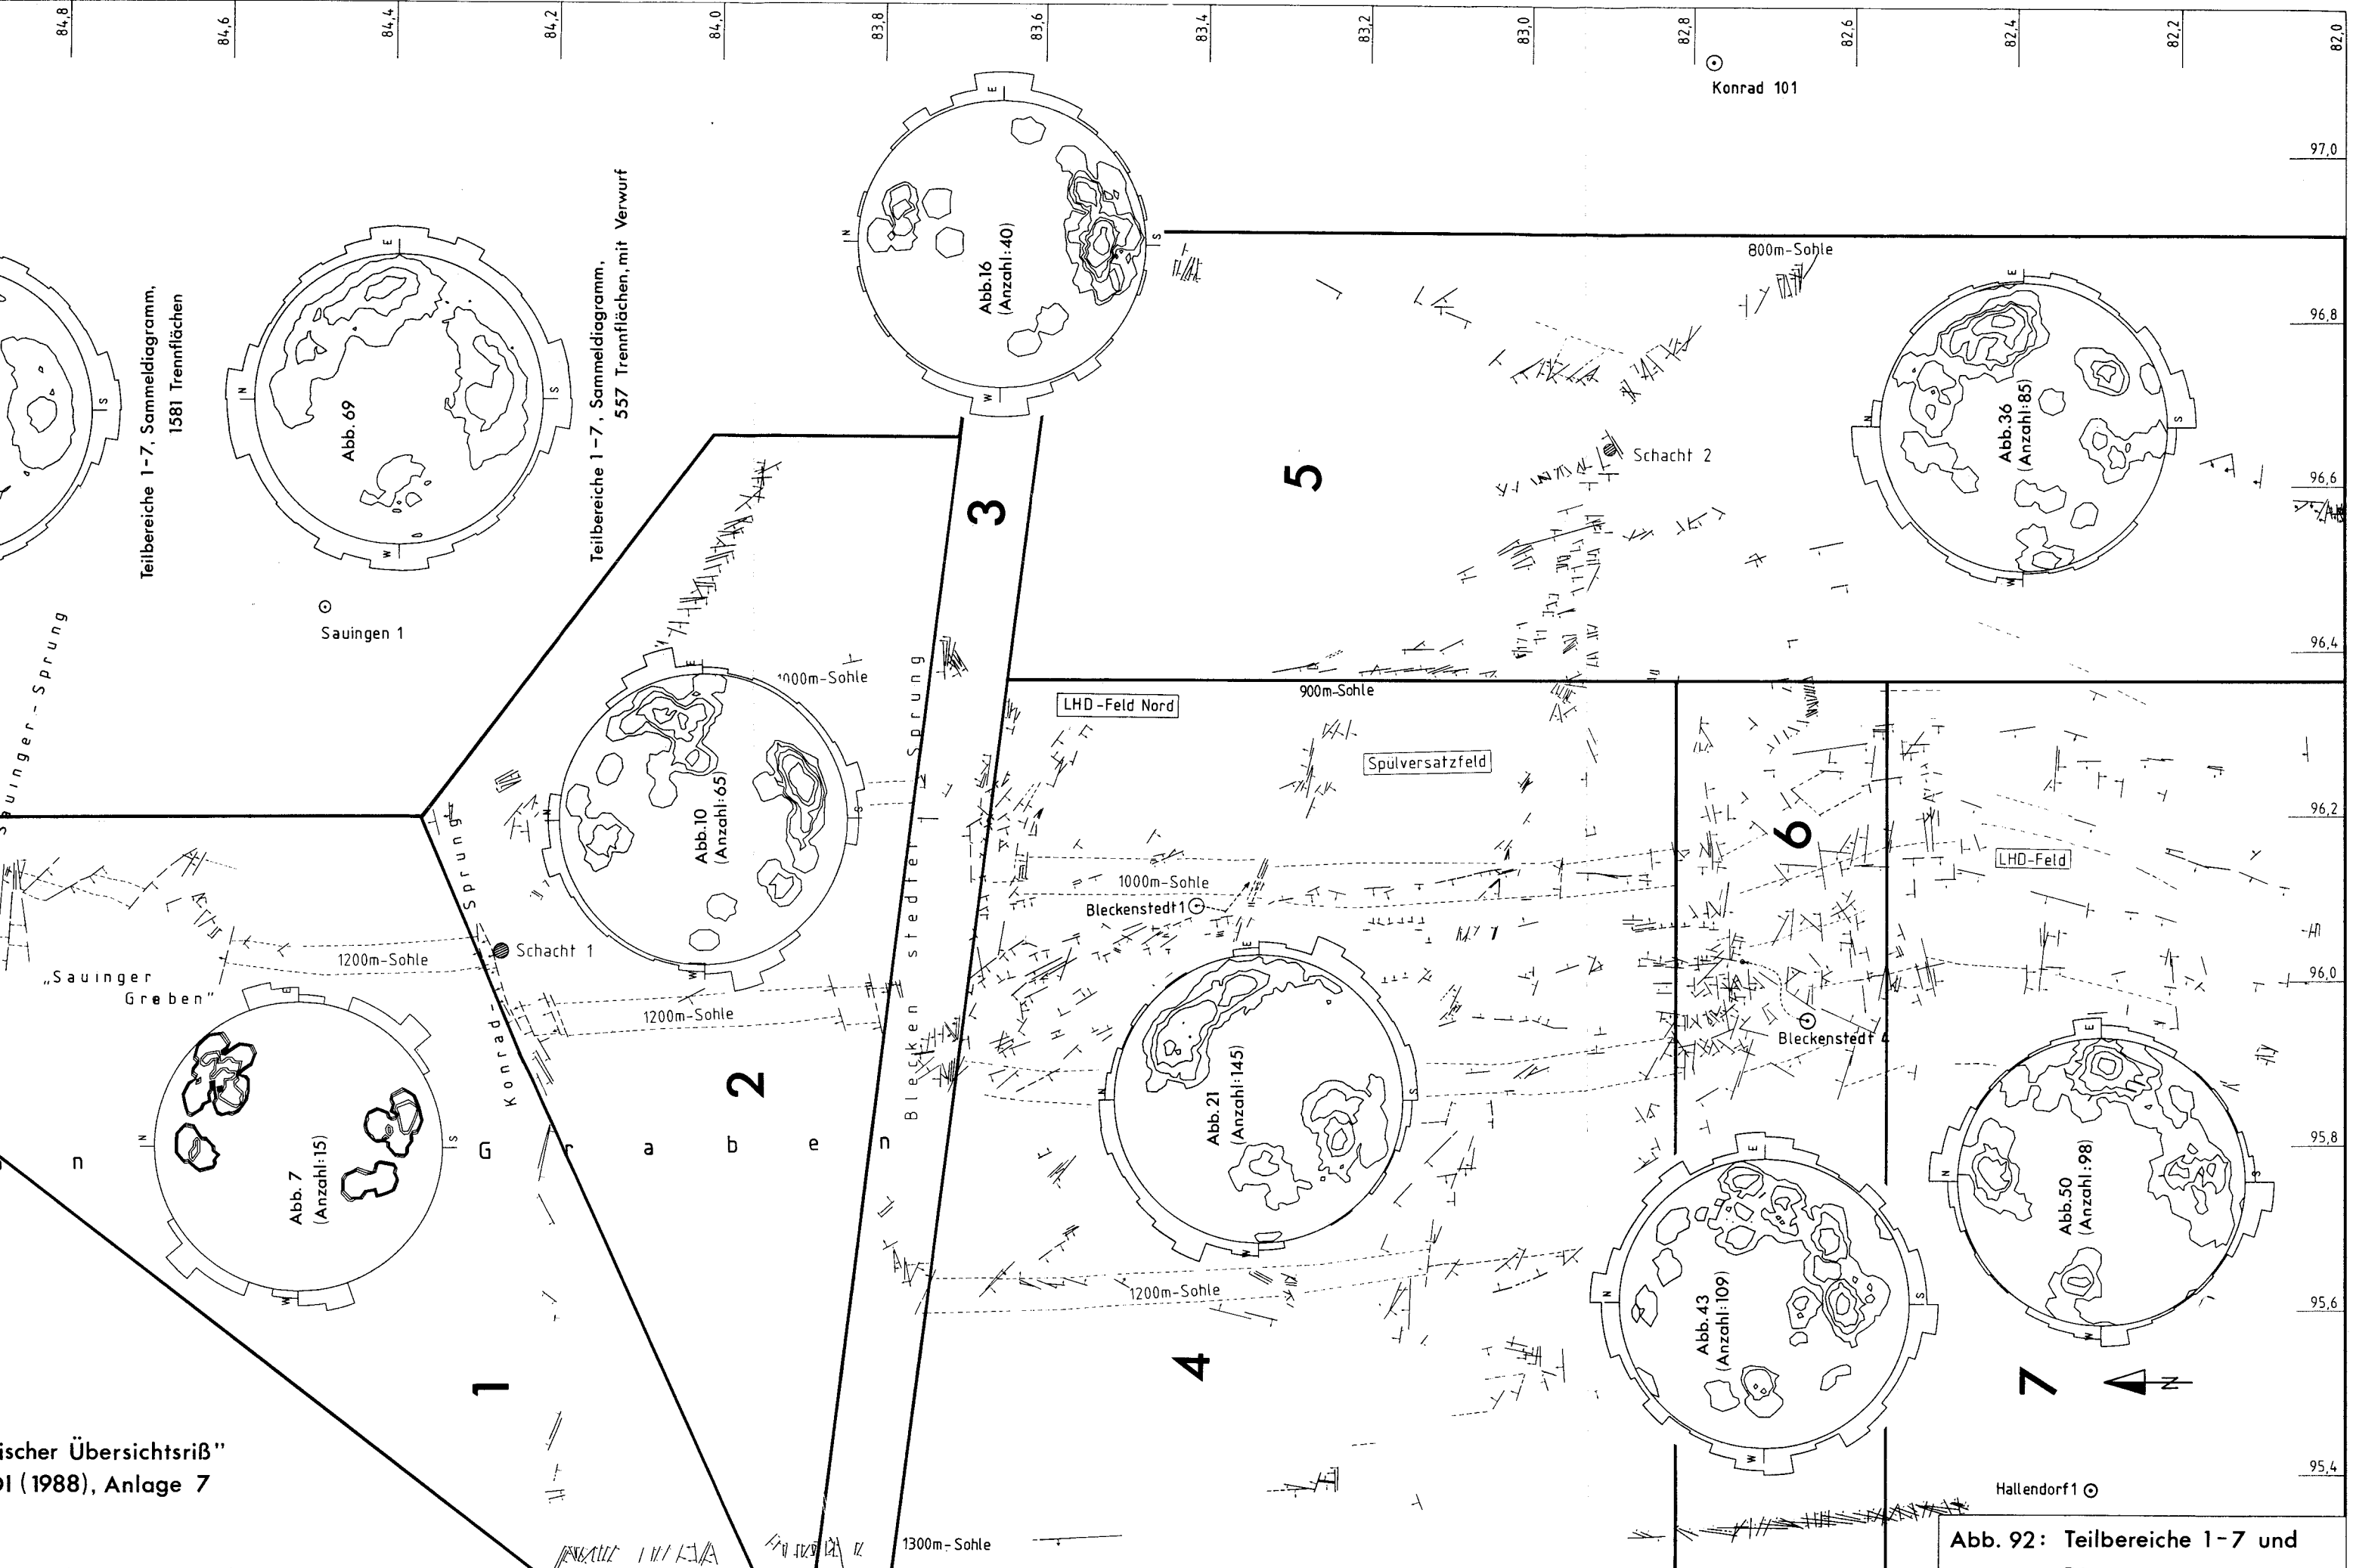 84,8
84,6
84,4
84,2
84,0
83,8
83,6
83,4
83,2
83,0
82,8
82,6
82,4
82,2
82,0
Konrad 101
97,0
96,8
96,6
96,4
96,2
96,0
95,8
95,6
95,4
S
Teilbereiche 1-7, Sammeldiagramm,
1581 Trennflächen
E
N
S
W
Abb. 69
Teilbereiche 1-7, Sammeldiagramm,
557 Trennflächen, mit Verwurf
E
N
S
W
Abb.16
(Anzahl:40)
800m-Sohle
E
N
S
W
Abb.36
(Anzahl:85)
Schacht 2
5
3
Sauinger-Sprung
Sauingen 1
1000m-Sohle
E
N
S
W
Abb.10
(Anzahl:65)
Bleckenstedter Sprung
900m-Sohle
LHD-Feld Nord
Spülversatzfeld
6
LHD-Feld
1000m-Sohle
Bleckenstedt1
Konrad-Sprung
Schacht 1
1200m-Sohle
"Sauinger
Graben"
1200m-Sohle
2
E
N
S
W
Abb. 7
(Anzahl:15)
n
G r a b e n
E
N
S
W
Abb.21
(Anzahl:145)
Bleckenstedt 4
E
N
S
W
Abb.50
(Anzahl:98)
E
N
S
W
Abb.43
(Anzahl:109)
1200m-Sohle
4
1
7
N
ischer Übersichtsriß"
I (1988), Anlage 7
1300m-Sohle
Hallendorf1
Abb. 92: Teilbereiche 1-7 und